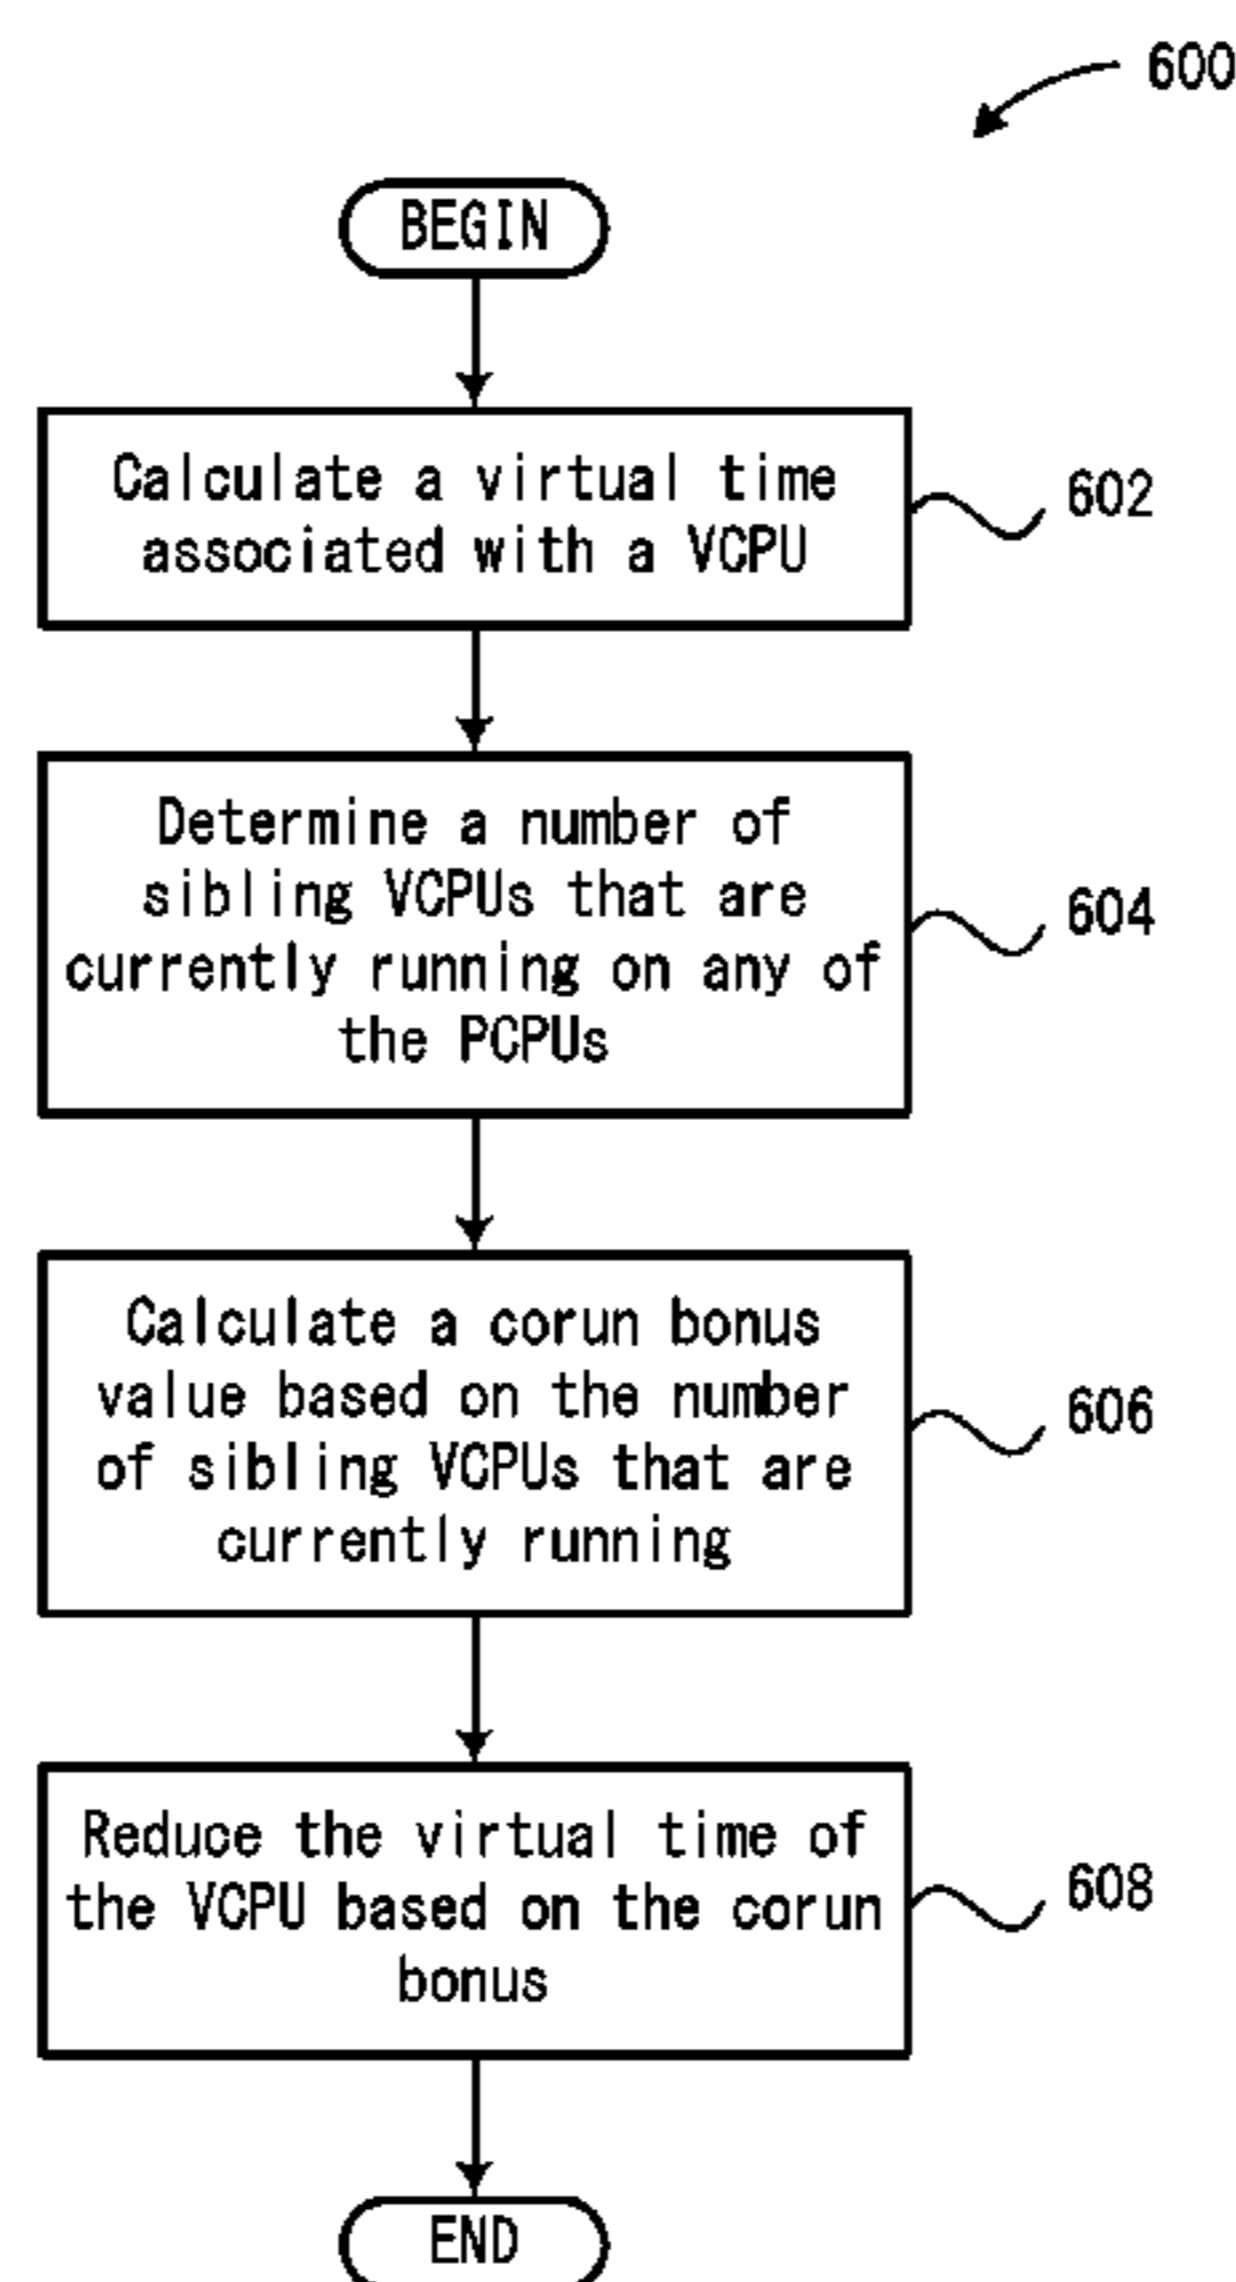 600
BEGIN
Calculate a virtual time
associated with a VCPU
602
Determine a number of
sibling VCPUs that are
currently running on any of
the PCPUs
604
Calculate a corun bonus
value based on the number
of sibling VCPUs that are
currently running
606
Reduce the virtual time of
the VCPU based on the corun
bonus
608
END